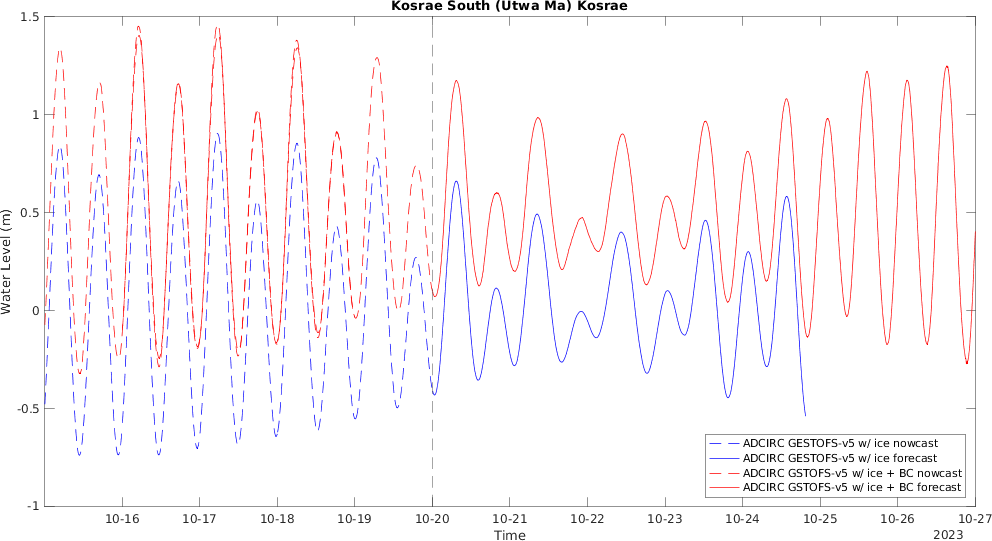 Kosrae South (Utwa Ma) Kosrae
1.5
1
0.5
0
-0.5
-1
Water Level (m)
10-16 10-17 10-18 10-19 10-20 10-21 10-22 10-23 10-24 10-25 10-26 10-27
Time
2023
ADCIRC GESTOFS-v5 w/ ice nowcast
ADCIRC GESTOFS-v5 w/ ice forecast
ADCIRC GSTOFS-v5 w/ ice + BC nowcast
ADCIRC GSTOFS-v5 w/ ice + BC forecast